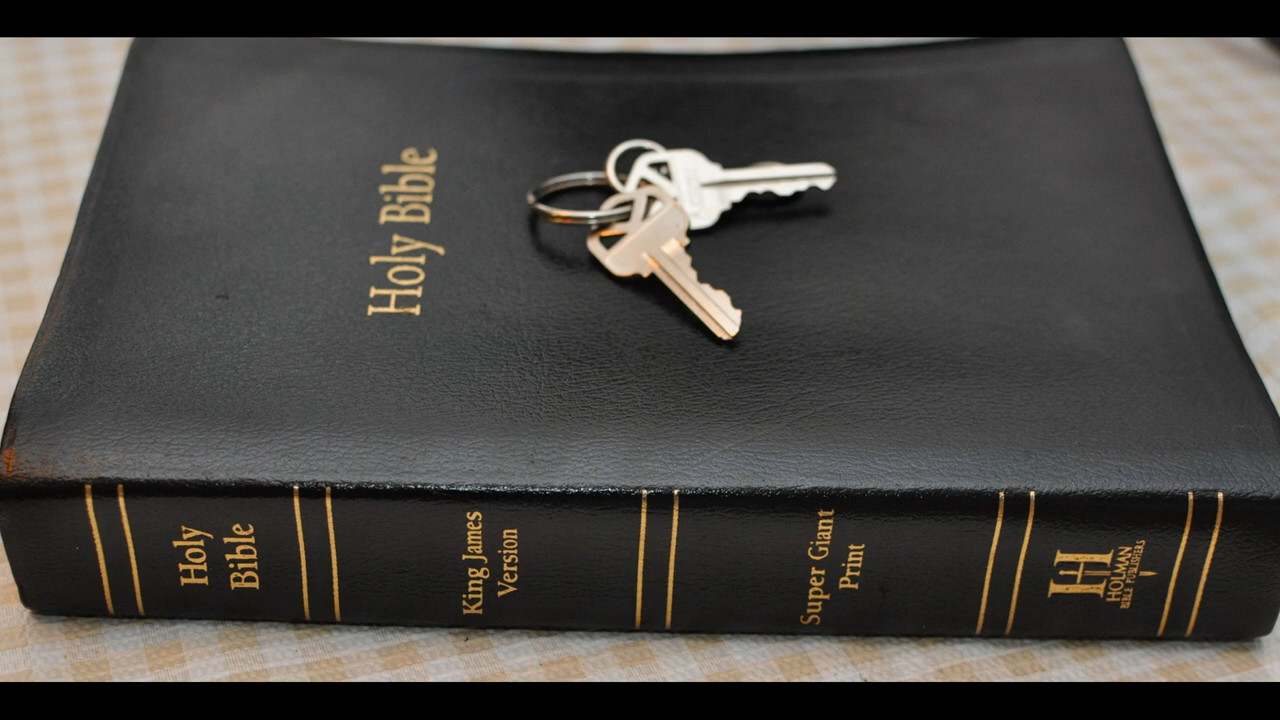 Holy Bible
Holy
Bible
King James
Version
Super Giant
Print
HOLMAN
BIBLE PUBLISHERS